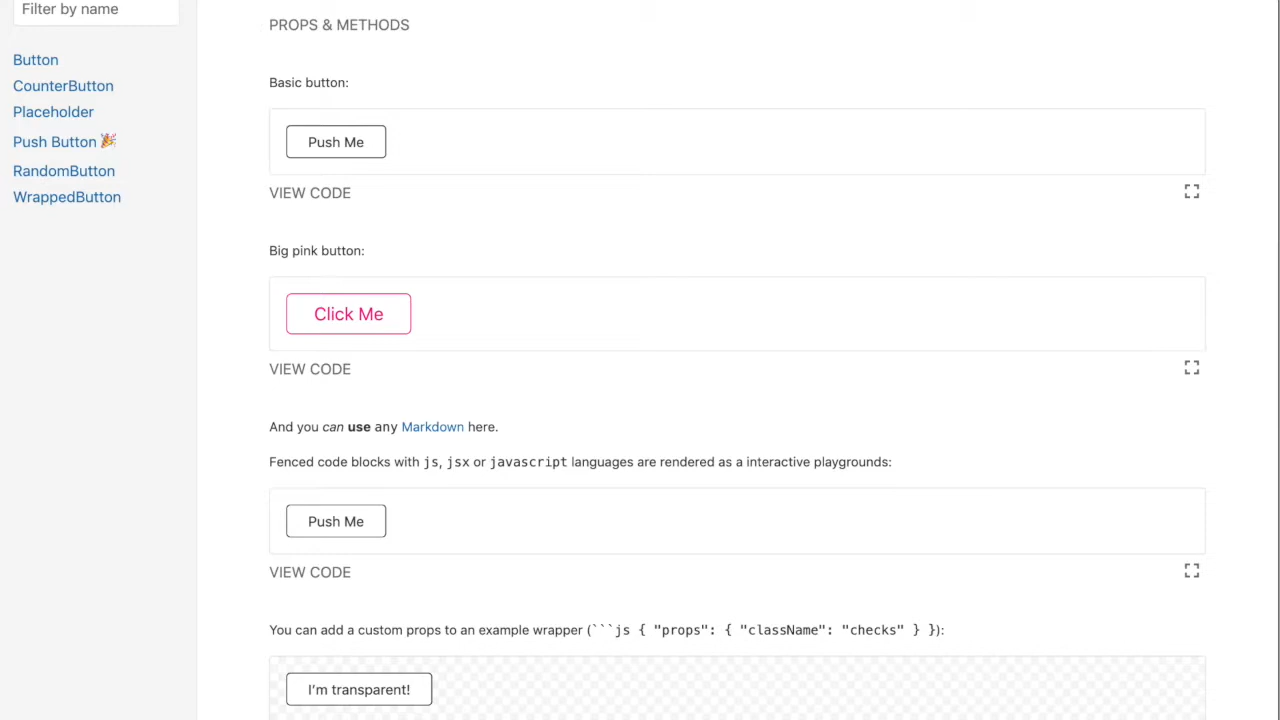 Filter by name
Button
CounterButton
Placeholder
Push Button 🎉
RandomButton
WrappedButton
PROPS & METHODS
Basic button:
Push Me
VIEW CODE
Big pink button:
Click Me
VIEW CODE
And you can use any Markdown here.
Fenced code blocks with js, jsx or javascript languages are rendered as a interactive playgrounds:
Push Me
VIEW CODE
You can add a custom props to an example wrapper (```js { "props": { "className": "checks" } }):
I’m transparent!